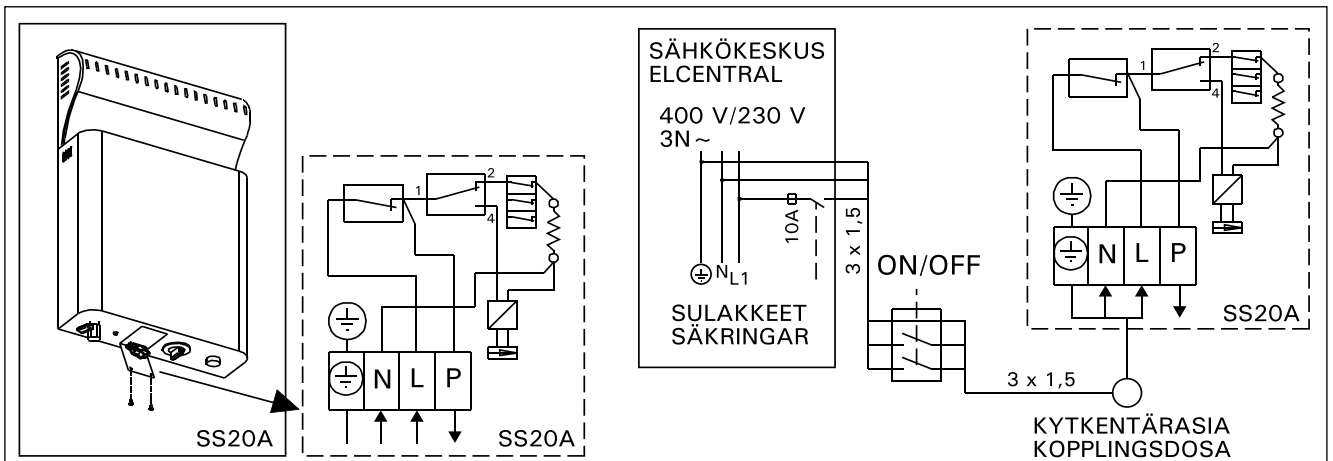 SS20A
1
2
4
N L P
SS20A
SÄHKÖKESKUS
ELCENTRAL
400 V/230 V
3N ~
10A
3 x 1,5
N L1
SULAKKEET
SÄKRINGAR
ON/OFF
3 x 1,5
1
2
4
N L P
SS20A
KYTKENTÄRASIA
KOPPLINGSDOSA